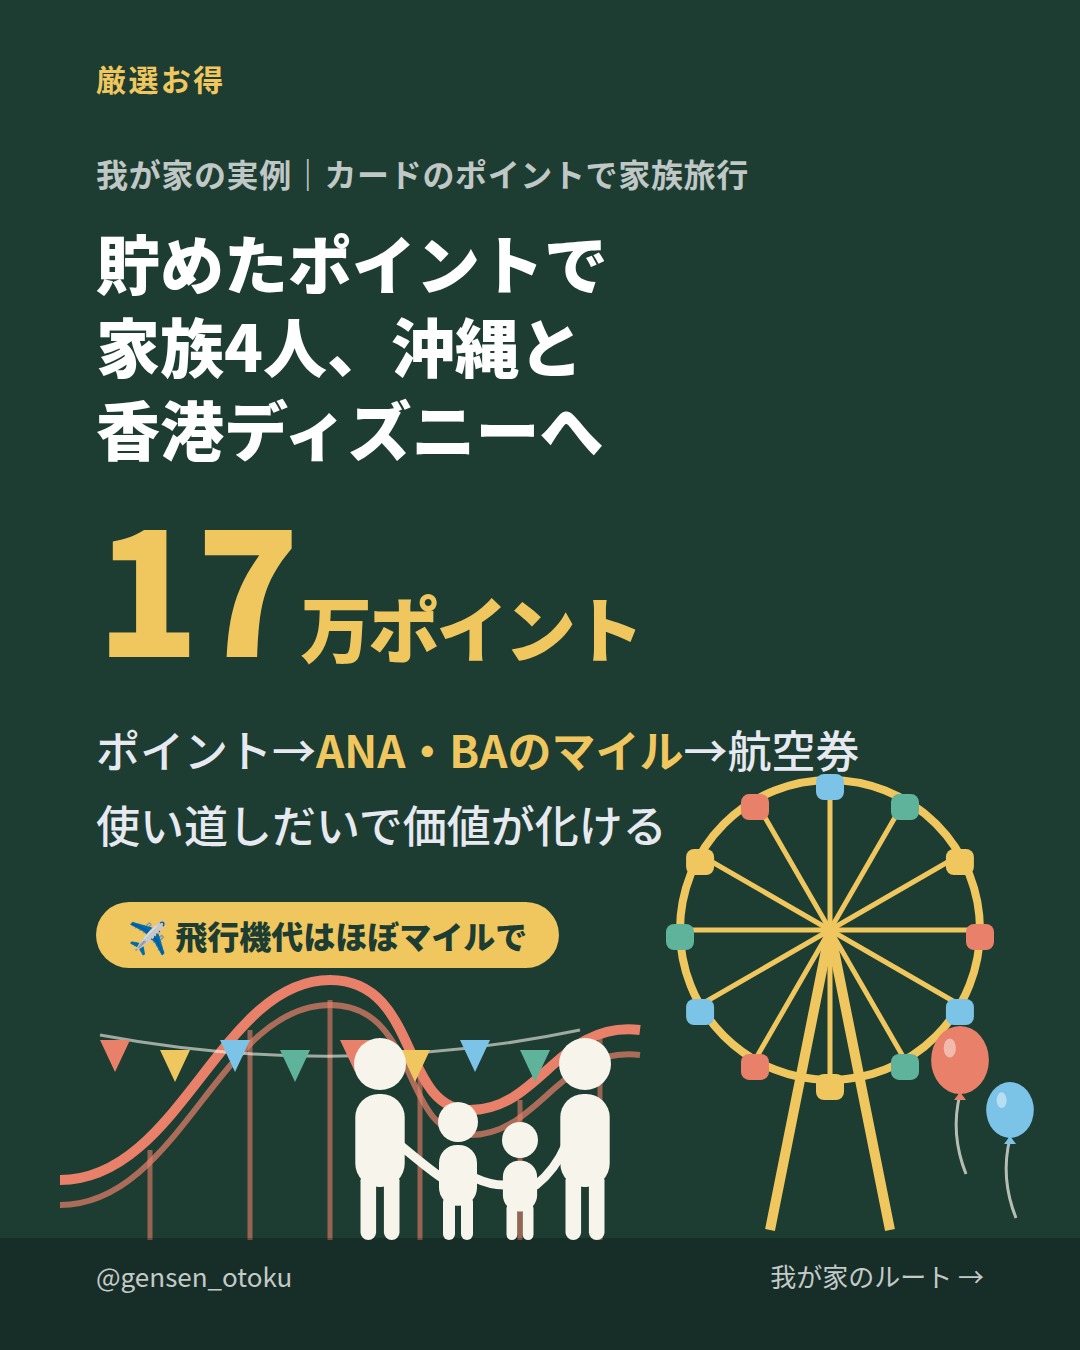 厳選お得
我が家の実例｜カードのポイントで家族旅行
貯めたポイントで
家族4人、沖縄と
香港ディズニーへ
17万ポイント
ポイント→ANA・BAのマイル→航空券
使い道しだいで価値が化ける
✈️ 飛行機代はほぼマイルで
@gensen_otoku
我が家のルート →